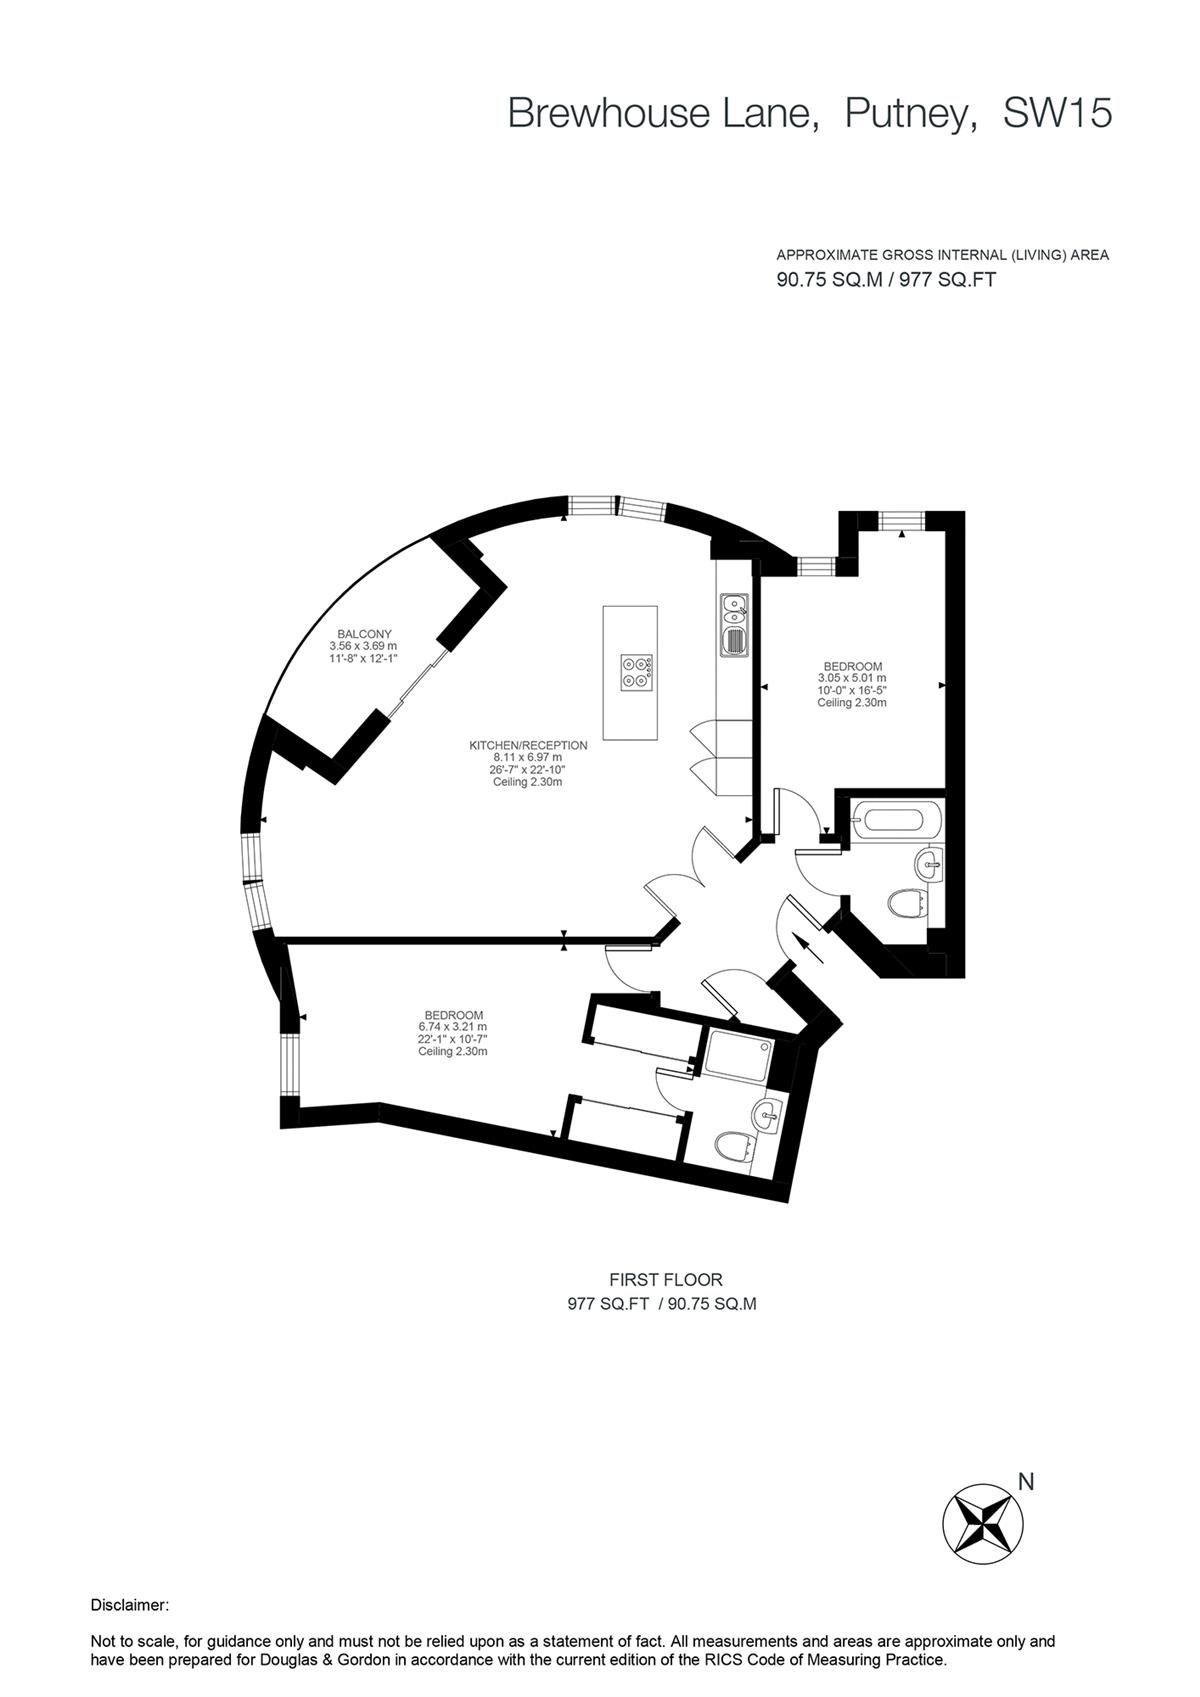 Brewhouse Lane, Putney, SW15
APPROXIMATE GROSS INTERNAL (LIVING) AREA
90.75 SQ.M / 977 SQ.FT
BALCONY
3.56 x 3.69 m
11'-8" x 12'-1"
BEDROOM
3.05 x 5.01 m
10'-0" x 16'-5"
Ceiling 2.30m
KITCHEN/RECEPTION
8.11 x 6.97 m
26'-7" x 22'-10"
Ceiling 2.30m
BEDROOM
6.74 x 3.21 m
22'-1" x 10'-7"
Ceiling 2.30m
FIRST FLOOR
977 SQ.FT / 90.75 SQ.M
N
Disclaimer:
Not to scale, for guidance only and must not be relied upon as a statement of fact. All measurements and areas are approximate only and
have been prepared for Douglas & Gordon in accordance with the current edition of the RICS Code of Measuring Practice.